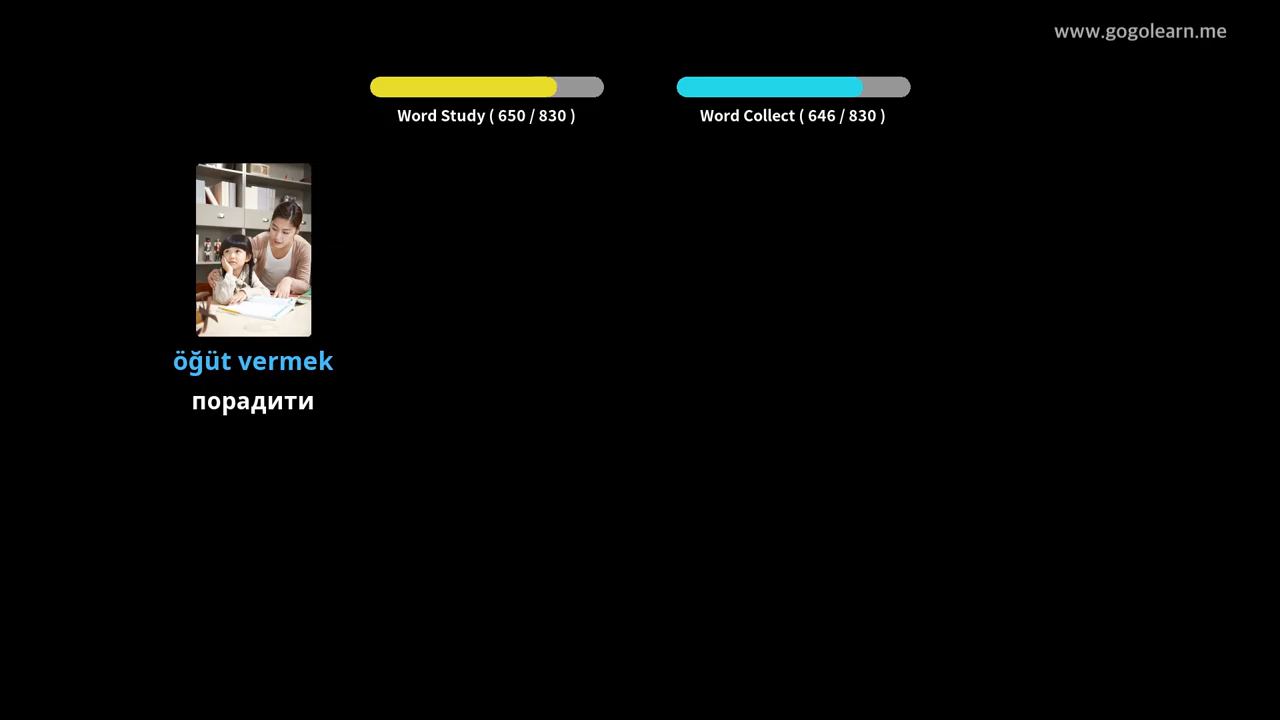 www.gogolearn.me
Word Study ( 650 / 830 )
Word Collect ( 646 / 830 )
öğüt vermek
порадити